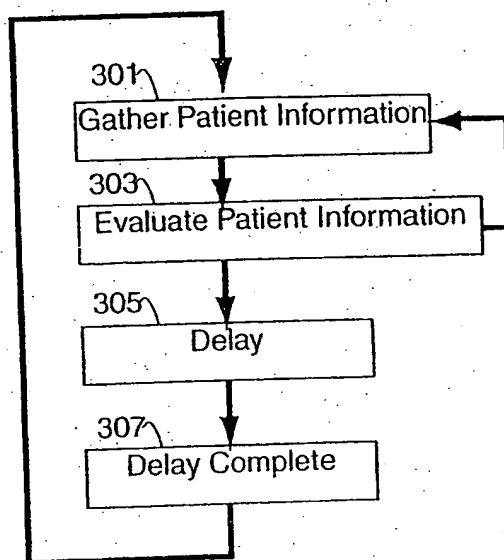 301
Gather Patient Information
303
Evaluate Patient Information
305
Delay
307
Delay Complete